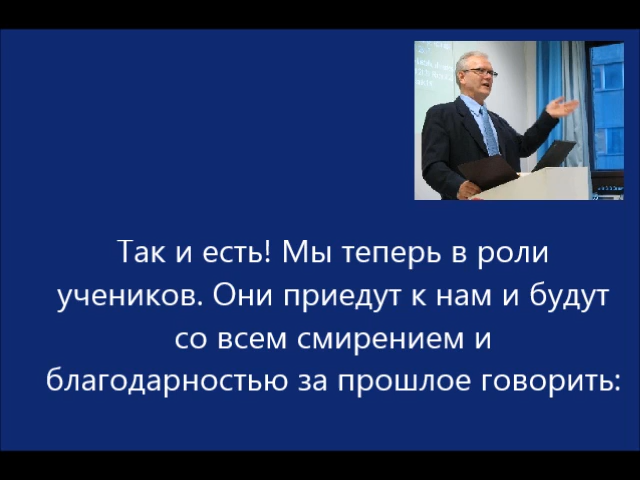 Так и есть! Мы теперь в роли
учеников. Они приедут к нам и будут
со всем смирением и
благодарностью за прошлое говорить: